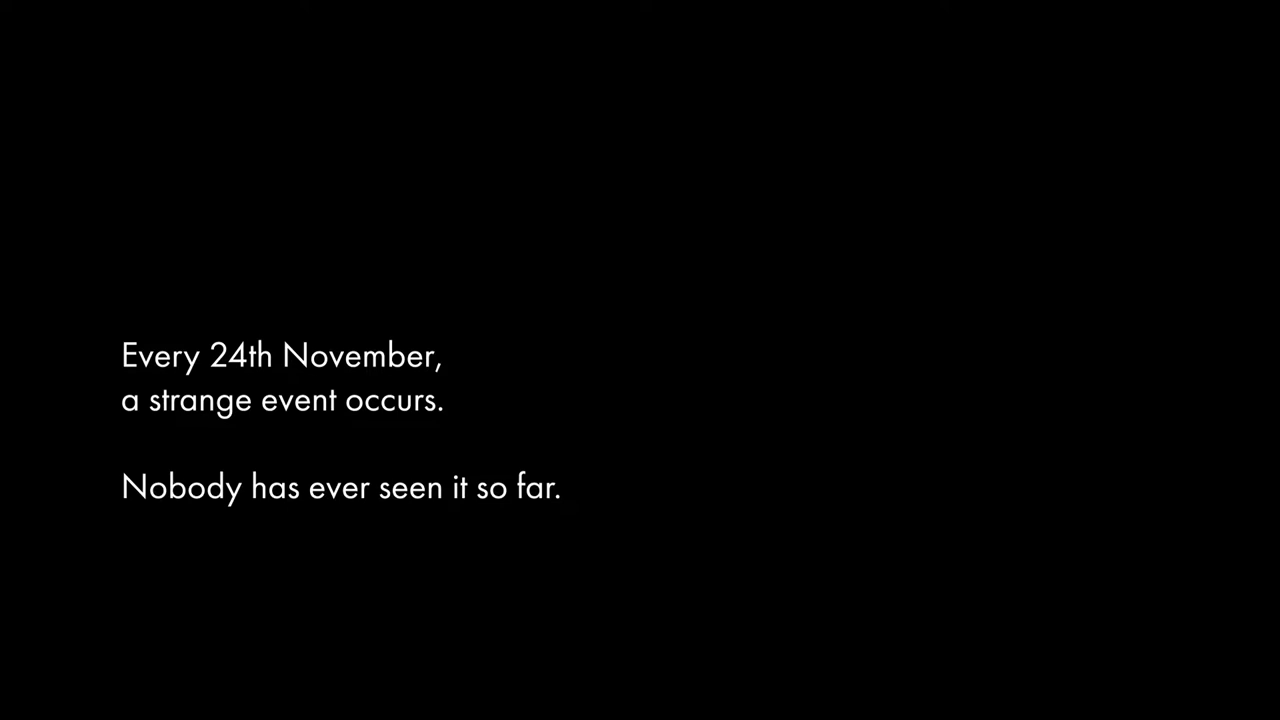 Every 24th November,
a strange event occurs.
Nobody has ever seen it so far.